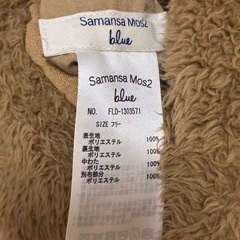 Samansa Mos2
blue
Samansa Mos2
blue
NO. FLD-1303571
SIZE フリー
表生地
ポリエステル 100%
裏生地
ポリエステル 100%
中わた
ポリエステル 100%
別布部分
ポリエステル 100%